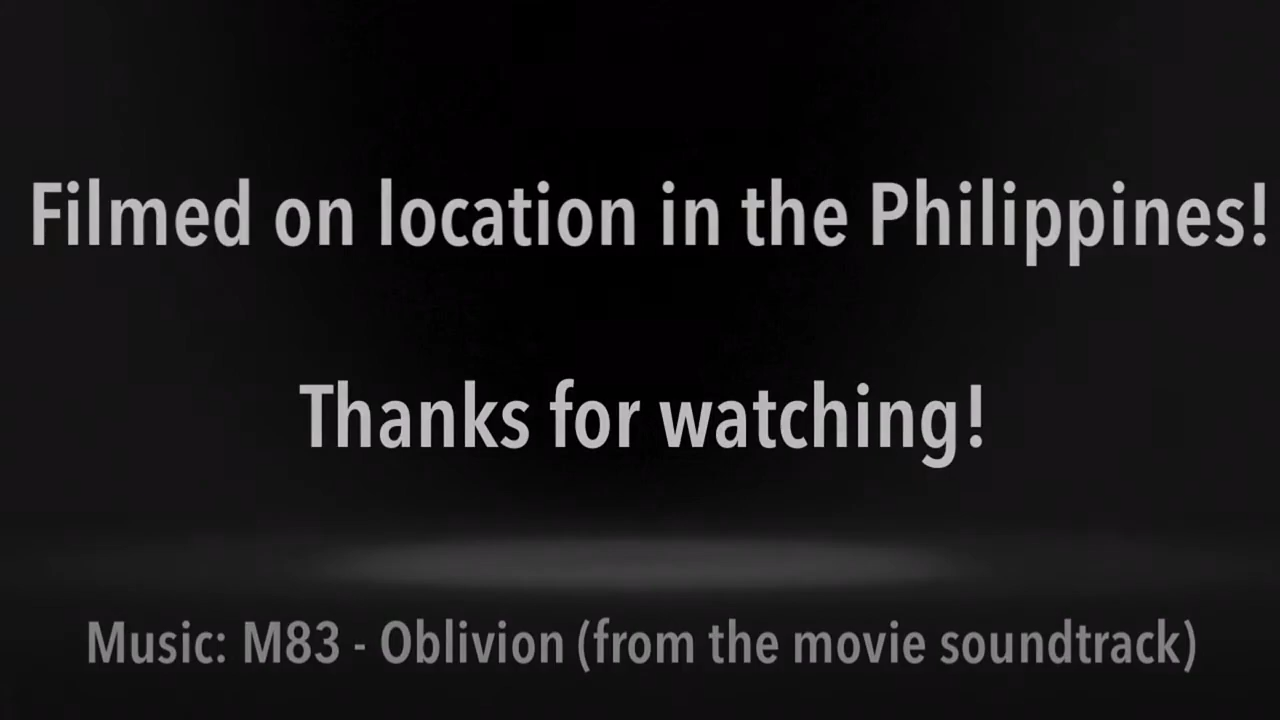 Filmed on location in the Philippines!
Thanks for watching!
Music: M83 - Oblivion (from the movie soundtrack)